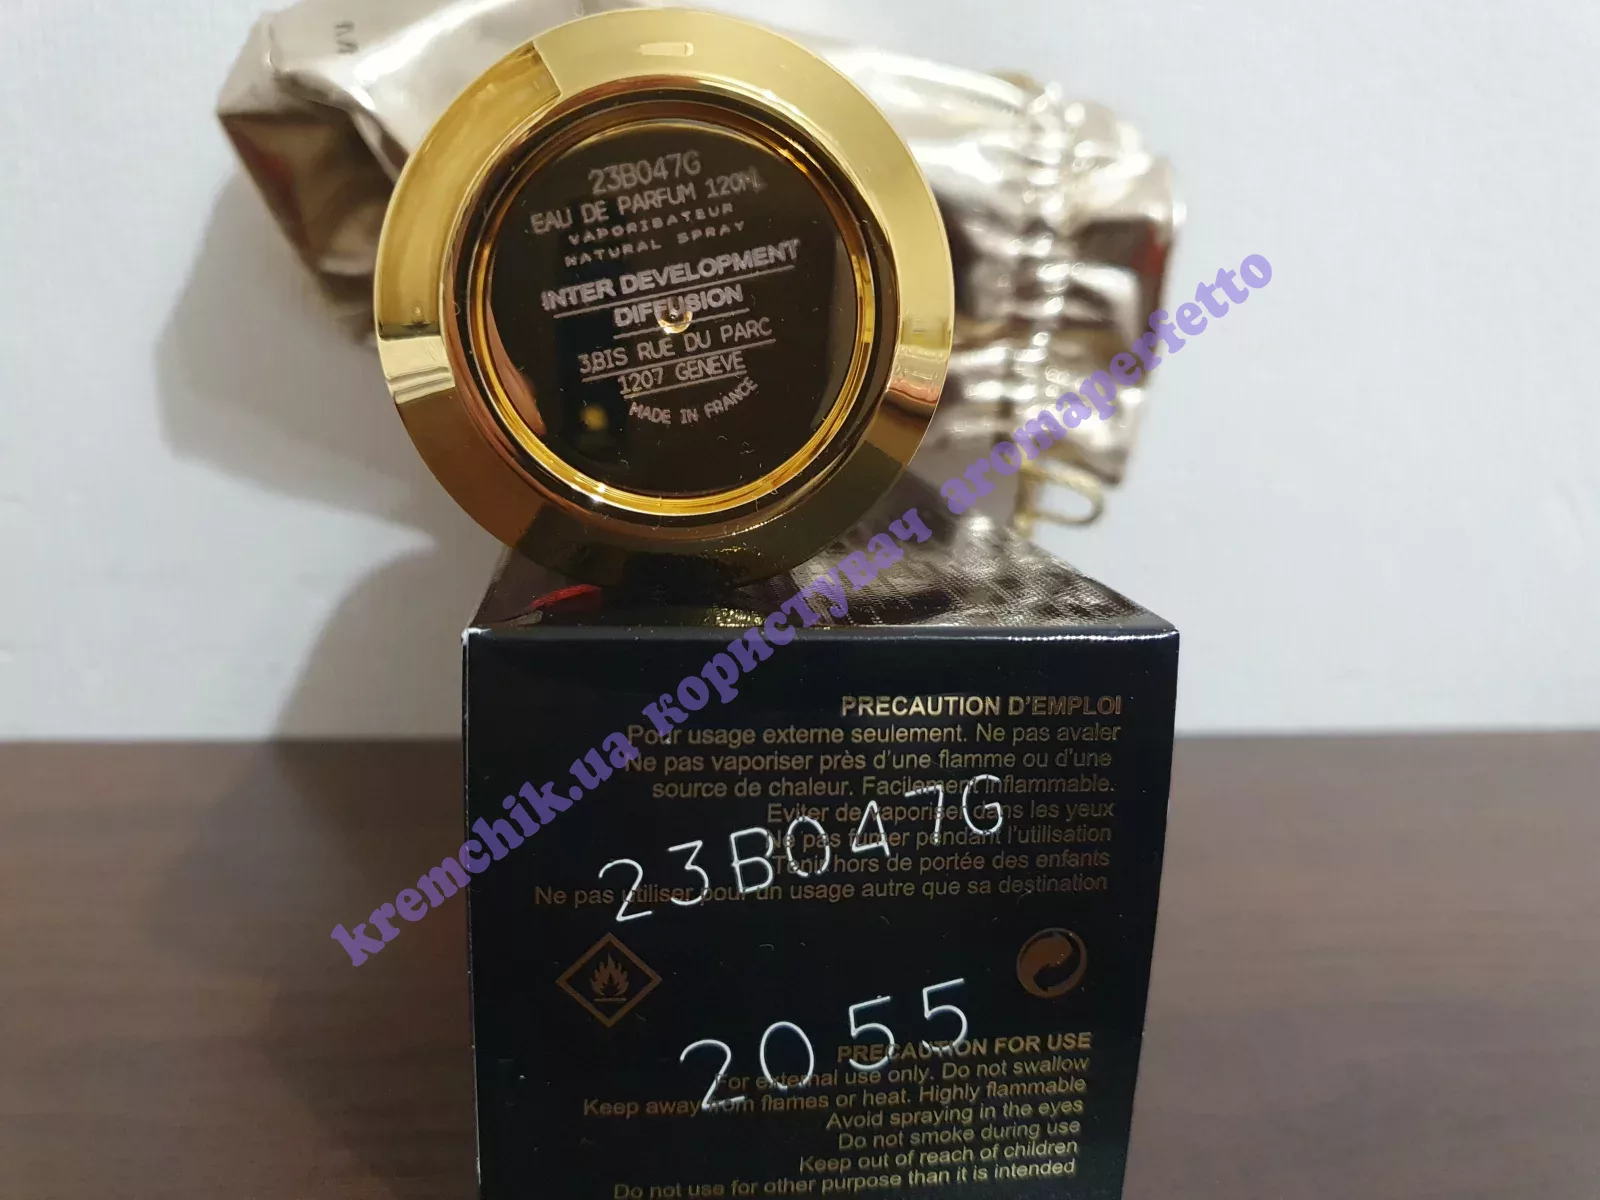 23B047G
EAU DE PARFUM 120ML
VAPORISATEUR
NATURAL SPRAY
INTER DEVELOPMENT
DIFFUSION
3,BIS RUE DU PARC
1207 GENEVE
MADE IN FRANCE
kremchik.ua користувач aromaperfetto
PRECAUTION D'EMPLOI
Pour usage externe seulement. Ne pas avaler
Ne pas vaporiser près d'une flamme ou d'une
source de chaleur. Facilement inflammable.
Eviter de vaporiser dans les yeux
Ne pas fumer pendant l'utilisation
Tenir hors de portée des enfants
Ne pas utiliser pour un usage autre que sa destination
23B047G
2055
PRECAUTION FOR USE
For external use only. Do not swallow
Keep away from flames or heat. Highly flammable
Avoid spraying in the eyes
Do not smoke during use
Keep out of reach of children
Do not use for other purpose than it is intended